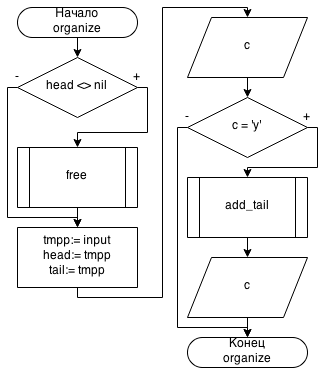 Начало
organize
head <> nil
-
+
free
tmpp:= input
head:= tmpp
tail:= tmpp
c
c = 'y'
-
+
add_tail
c
Конец
organize